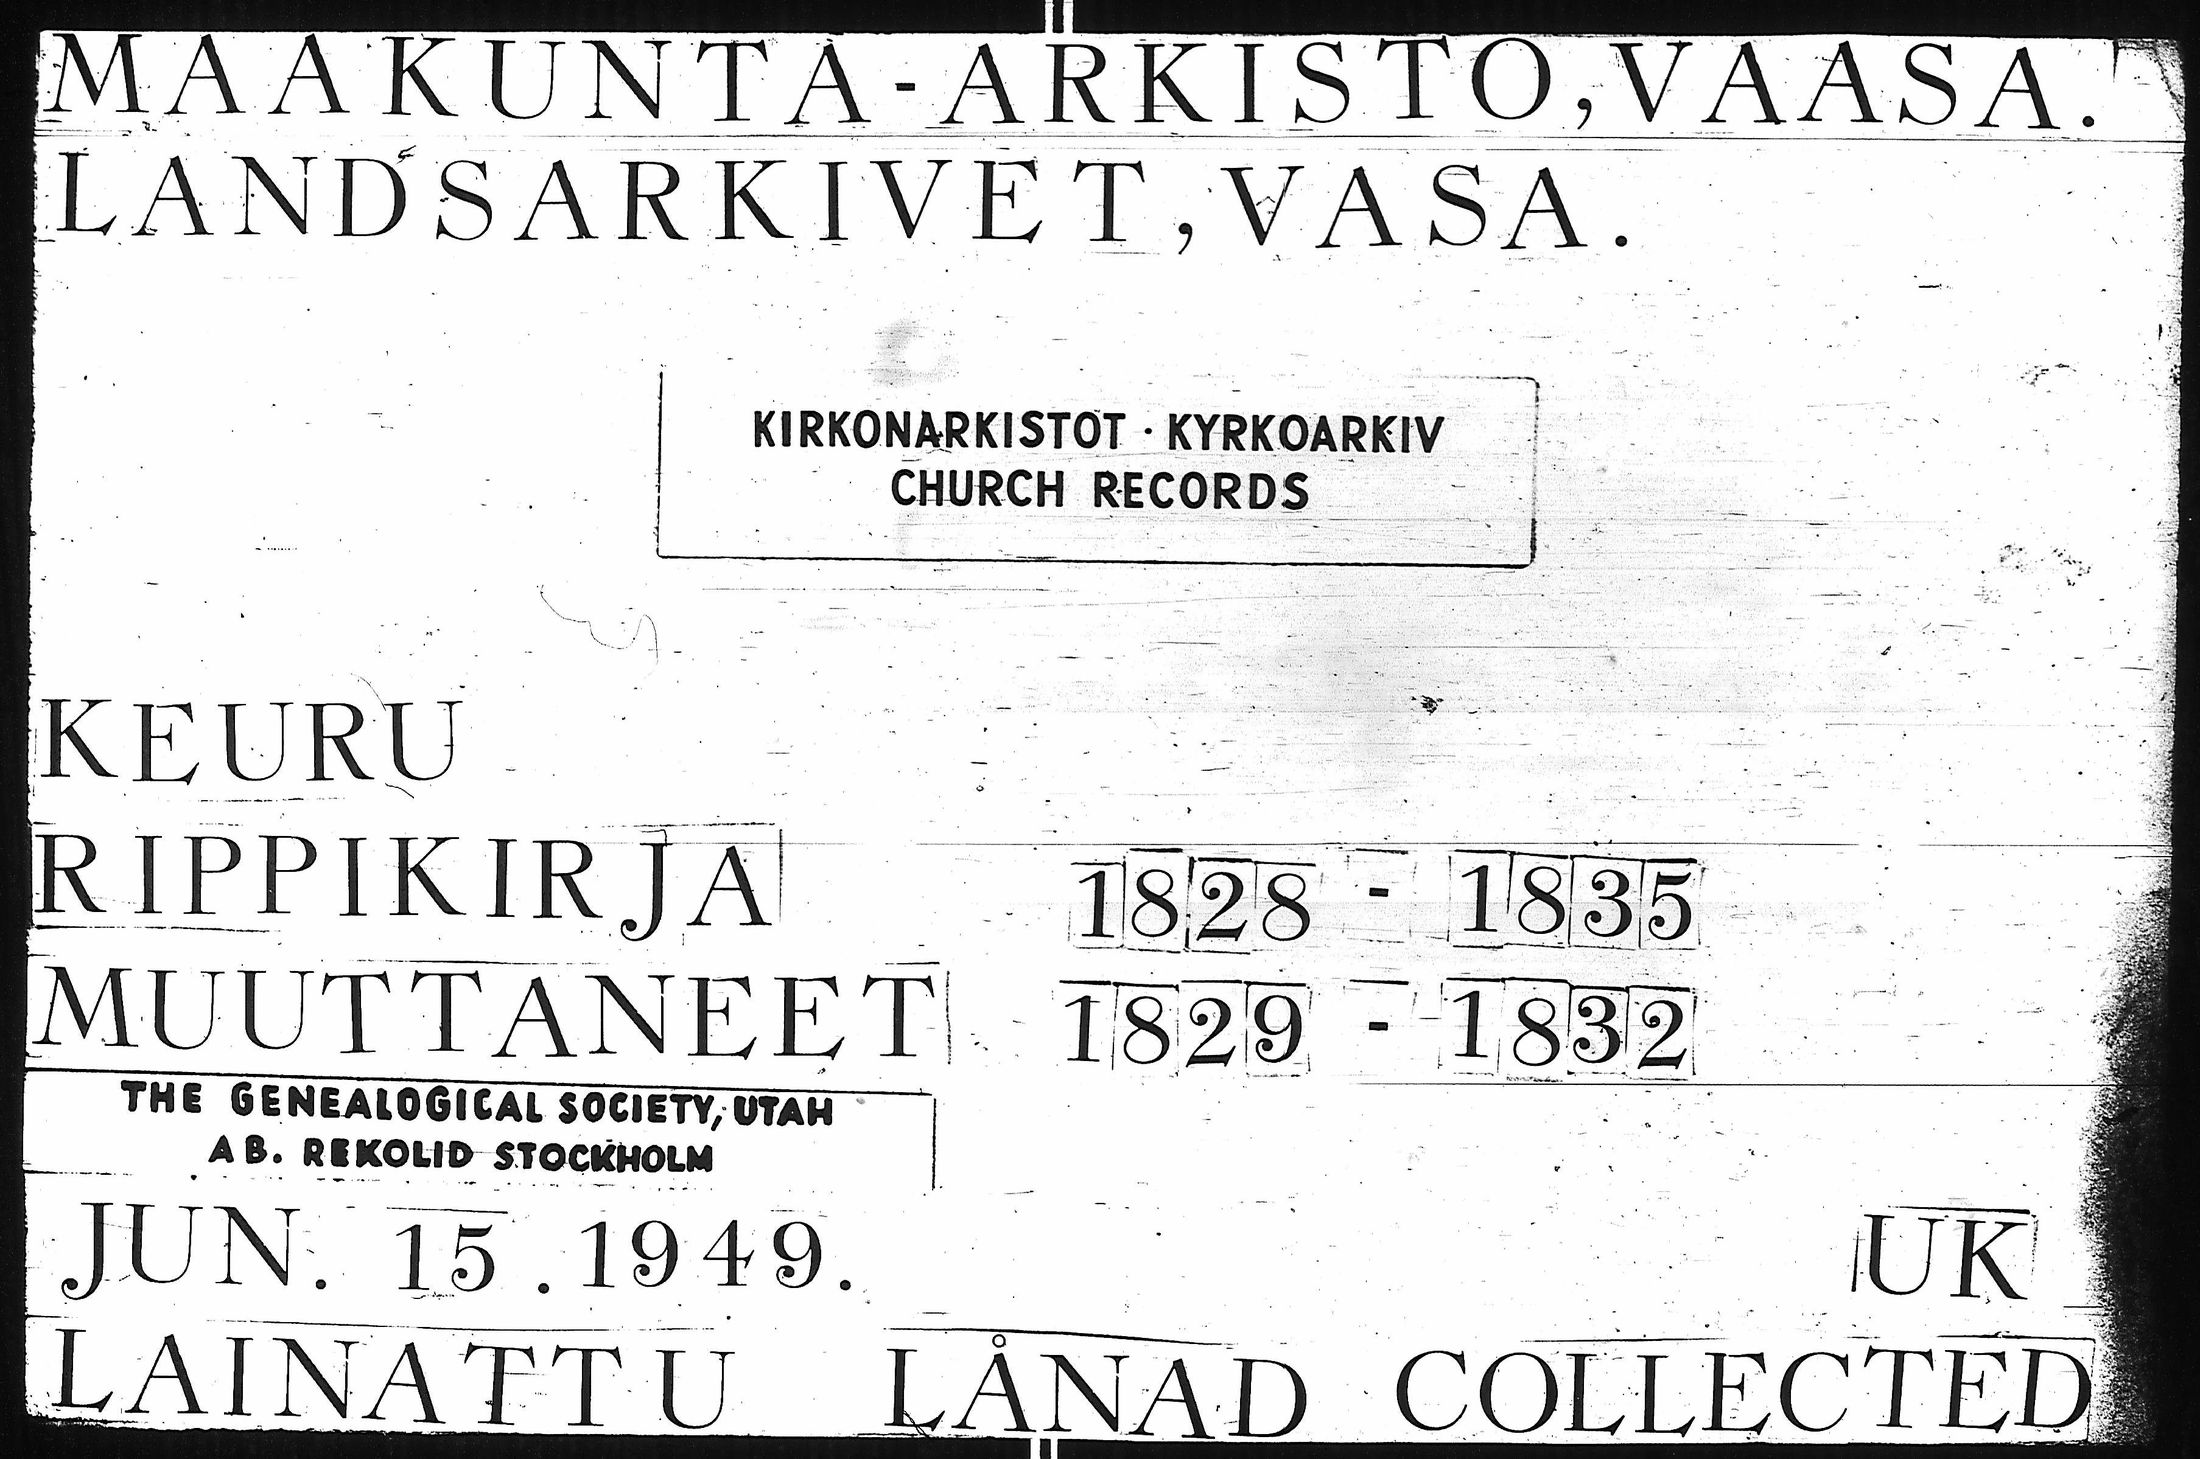 MAAKUNTA-ARKISTO, VAASA.
LANDSARKIVET, VASA.
KIRKONARKISTOT · KYRKOARKIV
CHURCH RECORDS
KEURU
RIPPIKIRJA 1828 - 1835
MUUTTANEET 1829 - 1832
THE GENEALOGICAL SOCIETY, UTAH
AB. REKOLID STOCKHOLM
JUN. 15. 1949. UK
LAINATTU LÅNAD COLLECTED